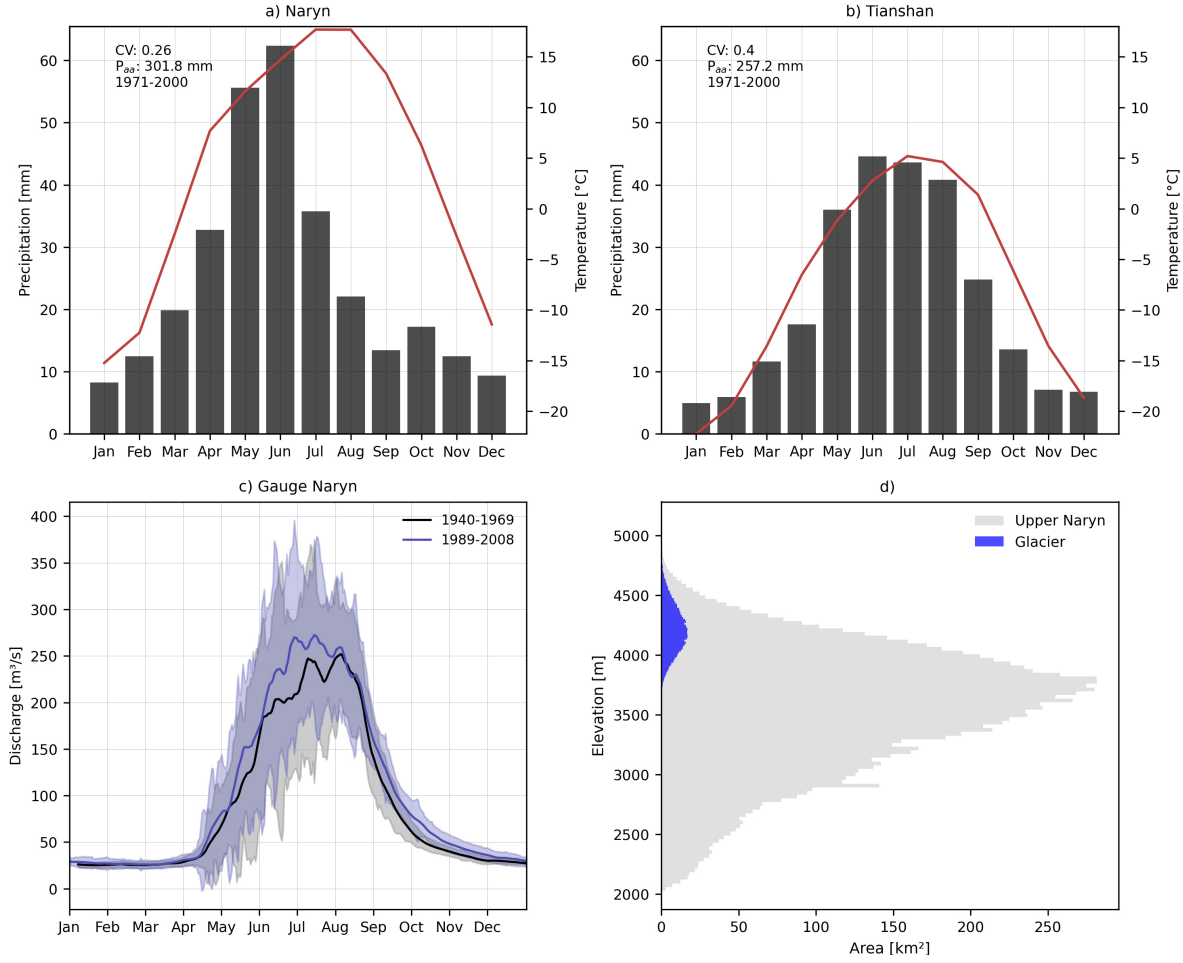 a) Naryn
CV: 0.26
Paa: 301.8 mm
1971-2000
Precipitation [mm]
60
50
40
30
20
10
0
15
10
5
0
−5
−10
−15
−20
Temperature [°C]
Jan Feb Mar Apr May Jun Jul Aug Sep Oct Nov Dec
b) Tianshan
CV: 0.4
Paa: 257.2 mm
1971-2000
Precipitation [mm]
60
50
40
30
20
10
0
15
10
5
0
−5
−10
−15
−20
Temperature [°C]
Jan Feb Mar Apr May Jun Jul Aug Sep Oct Nov Dec
c) Gauge Naryn
1940-1969
1989-2008
Discharge [m³/s]
400
350
300
250
200
150
100
50
0
Jan Feb Mar Apr May Jun Jul Aug Sep Oct Nov Dec
d)
Upper Naryn
Glacier
Elevation [m]
5000
4500
4000
3500
3000
2500
2000
0 50 100 150 200 250
Area [km²]